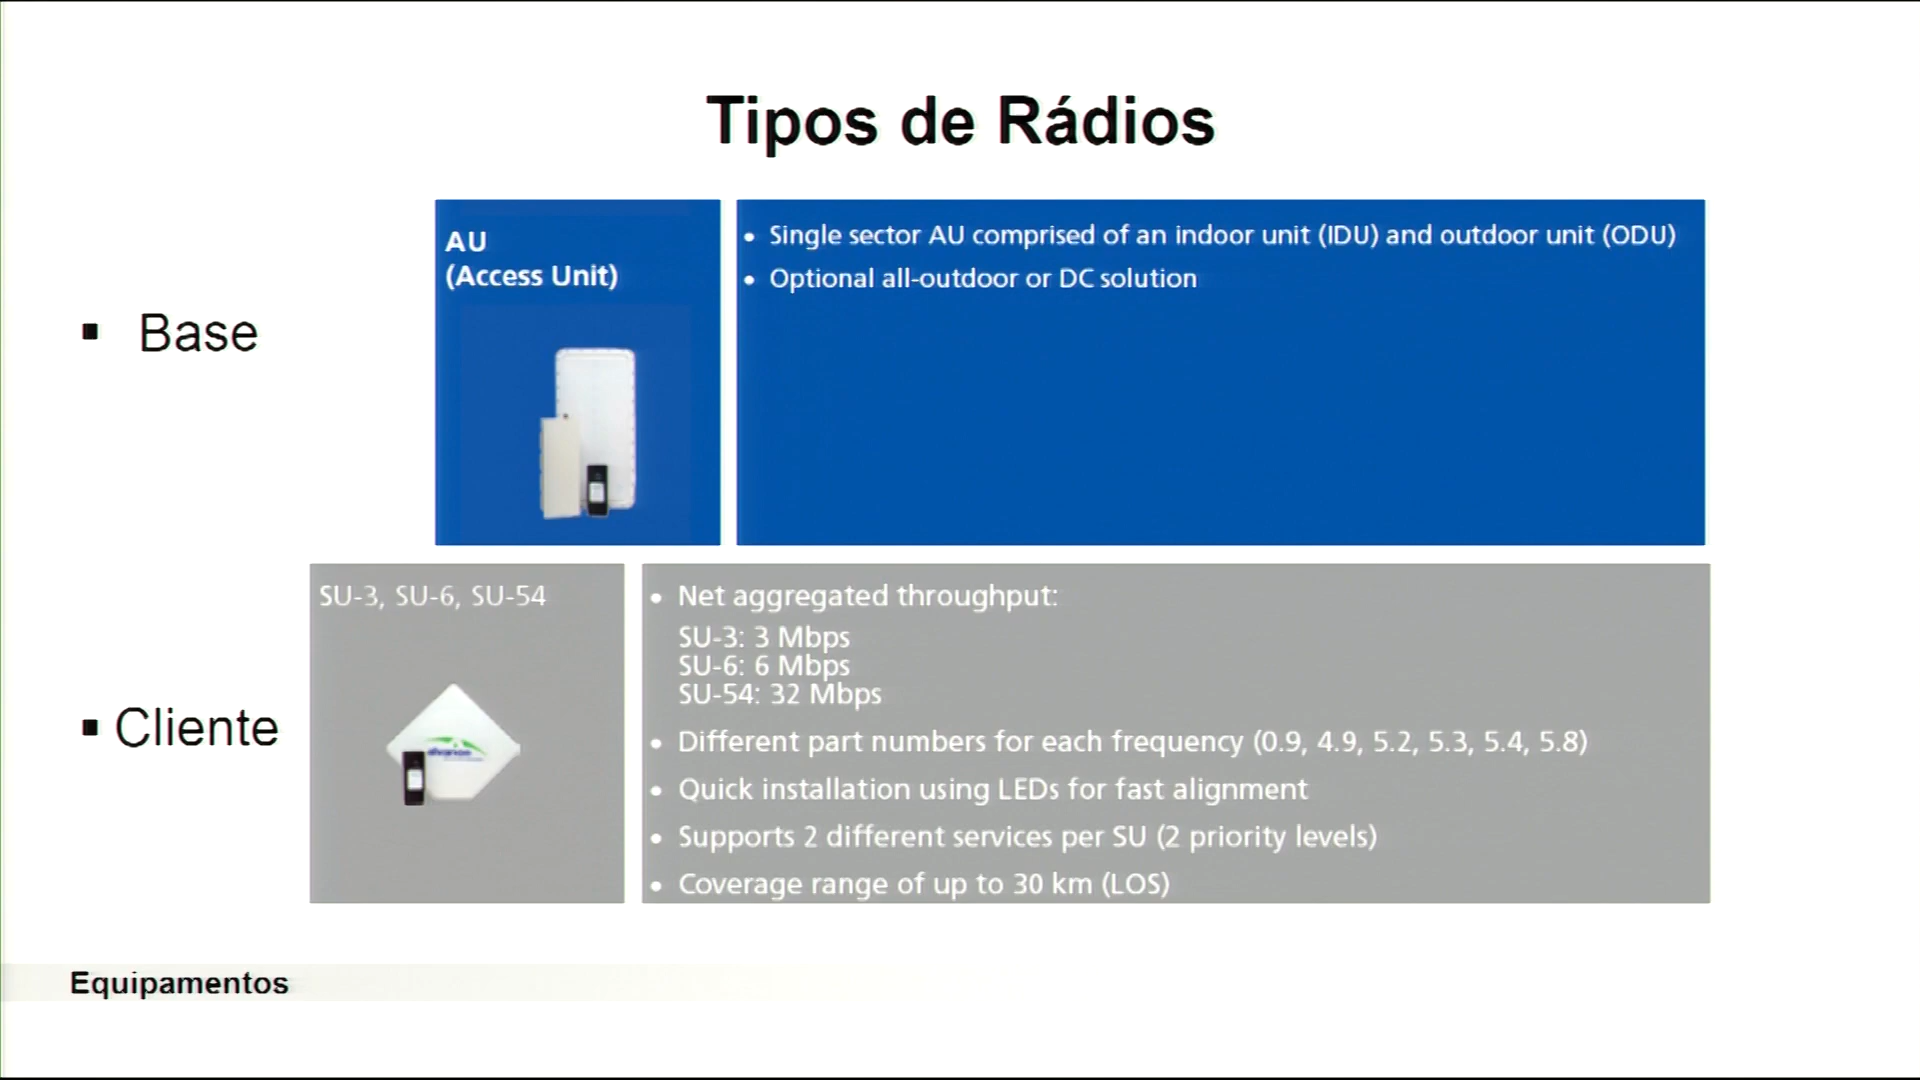 Tipos de Rádios
Base
AU
(Access Unit)
• Single sector AU comprised of an indoor unit (IDU) and outdoor unit (ODU)
• Optional all-outdoor or DC solution
Cliente
SU-3, SU-6, SU-54
• Net aggregated throughput:
SU-3: 3 Mbps
SU-6: 6 Mbps
SU-54: 32 Mbps
• Different part numbers for each frequency (0.9, 4.9, 5.2, 5.3, 5.4, 5.8)
• Quick installation using LEDs for fast alignment
• Supports 2 different services per SU (2 priority levels)
• Coverage range of up to 30 km (LOS)
Equipamentos